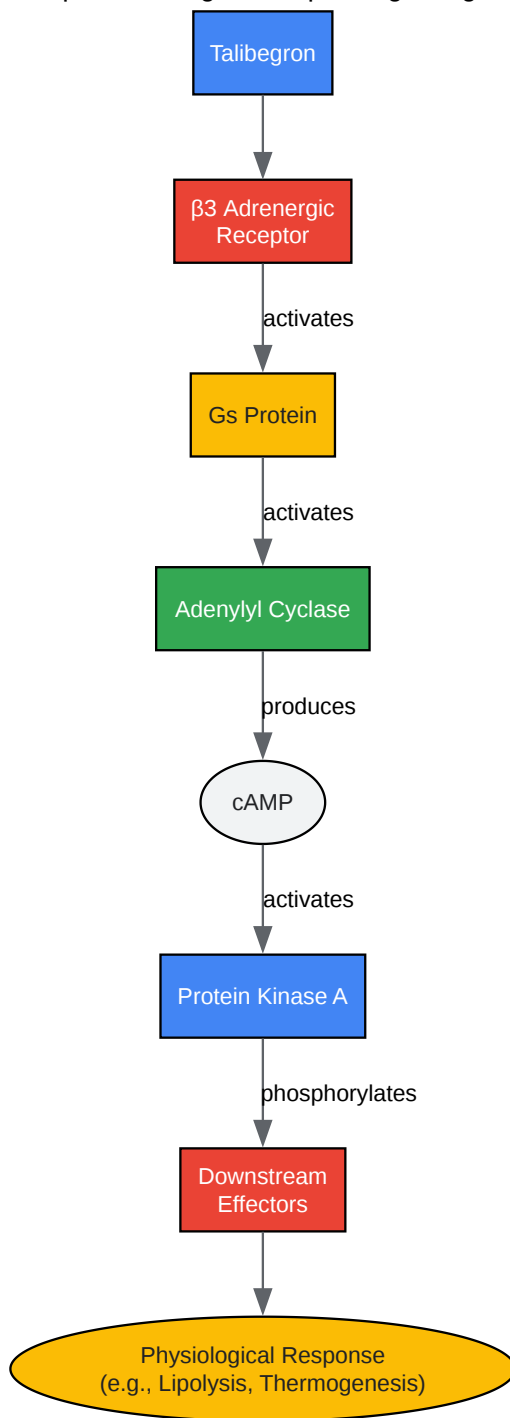 Talibegron
β3 Adrenergic
Receptor
activates
Gs Protein
activates
Adenylyl Cyclase
produces
cAMP
activates
Protein Kinase A
phosphorylates
Downstream
Effectors
Physiological Response
(e.g., Lipolysis, Thermogenesis)